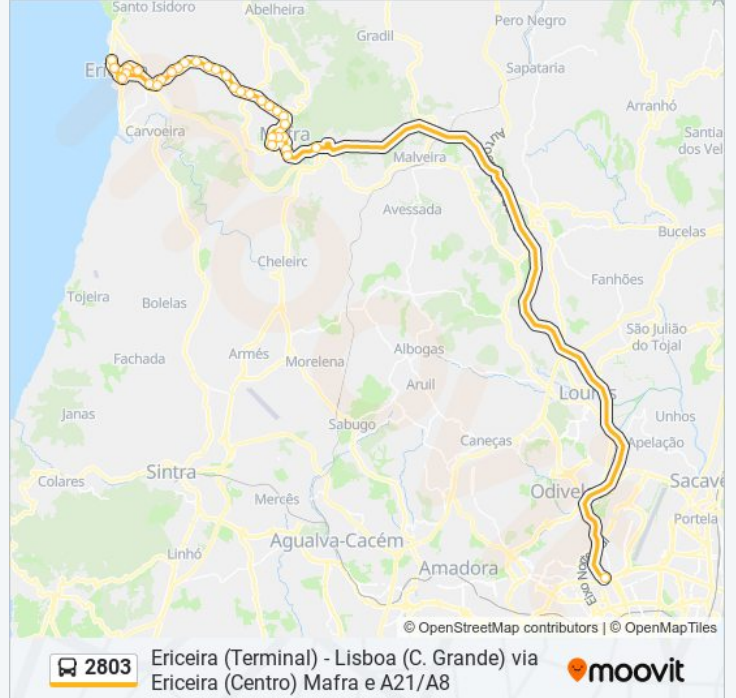 Santo Isidoro
Abelheira
Pero Negro
Gradil
Sapataria
Arranhó
Carvoeira
Santia
dos Vel
Malveira
Avessada
Bucelas
Cheleirc
Fanhões
Tojeira
Bolelas
São Julião
do Tojal
Albogas
Armés
Morelena
Fachada
Aruil
Janas
Unhos
Sabugo
Caneças
Apelação
Sintra
Colares
Sacavé
Mercês
Odivel
Portela
Agualva-Cacém
Linhó
Amadora
© OpenStreetMap contributors | © OpenMapTiles
2803
Ericeira (Terminal) - Lisboa (C. Grande) via
Ericeira (Centro) Mafra e A21/A8
moovit